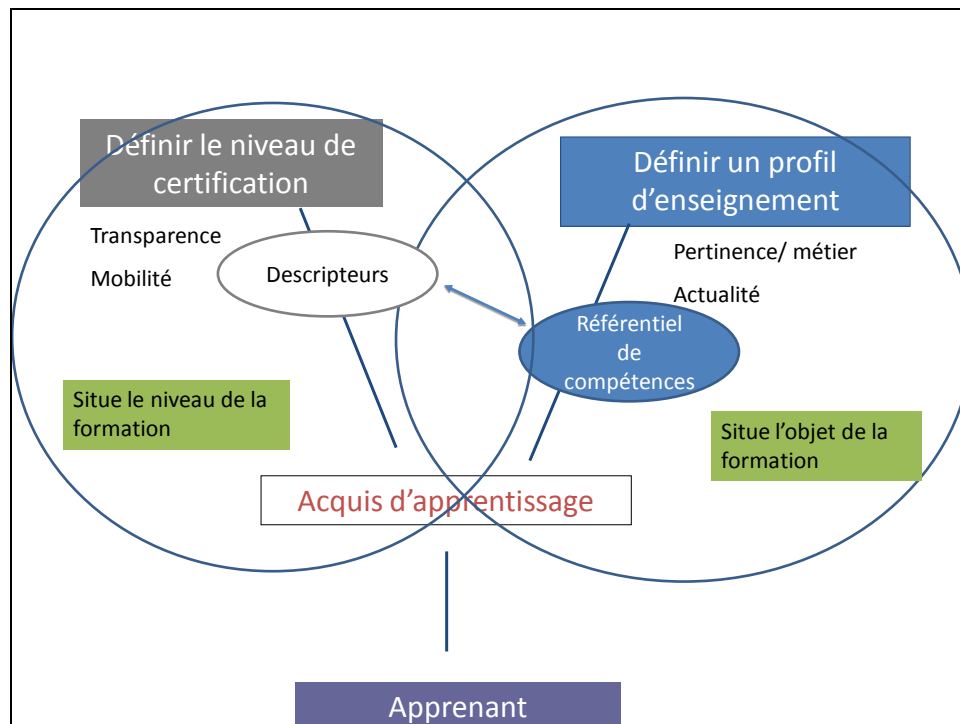 Définir le niveau de
certification
Transparence
Mobilité
Descripteurs
Situe le niveau de la
formation
Définir un profil
d’enseignement
Pertinence/ métier
Actualité
Référentiel
de
compétences
Situe l’objet de la
formation
Acquis d’apprentissage
Apprenant